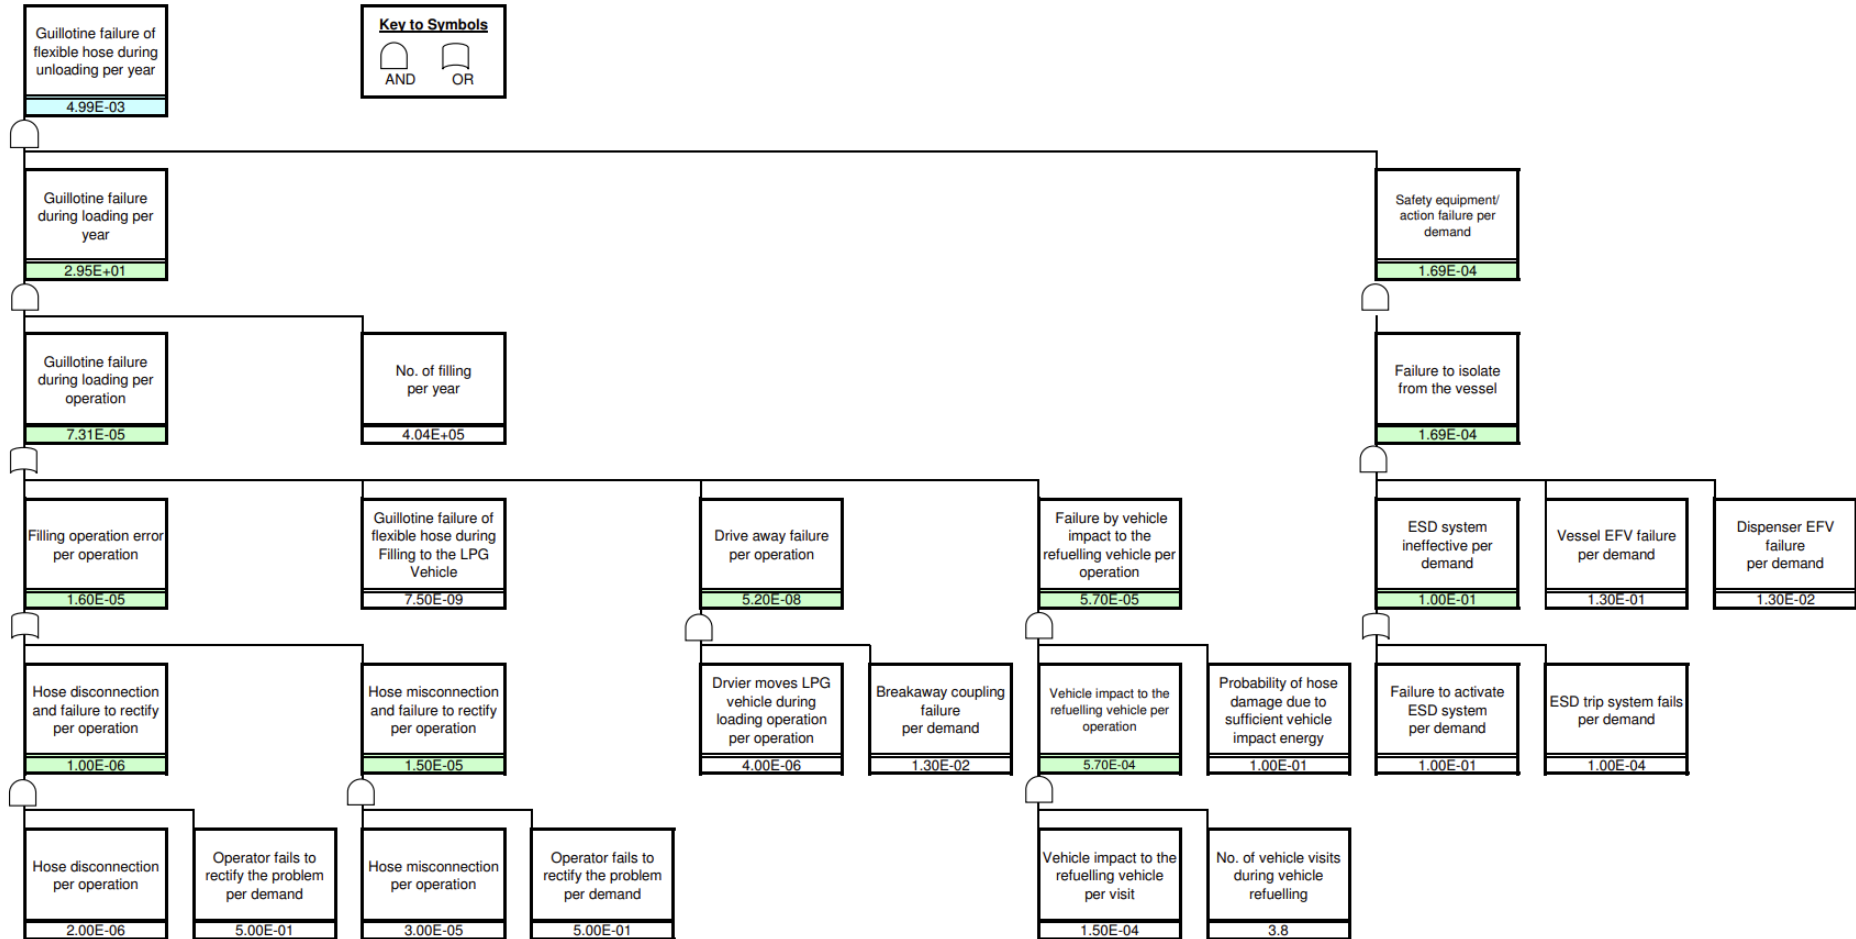 Guillotine failure of
flexible hose during
unloading per year
4.99E-03
Key to Symbols
AND
OR
Guillotine failure
during loading per
year
2.95E+01
Safety equipment/
action failure per
demand
1.69E-04
Guillotine failure
during loading per
operation
7.31E-05
No. of filling
per year
4.04E+05
Failure to isolate
from the vessel
1.69E-04
Filling operation error
per operation
1.60E-05
Guillotine failure of
flexible hose during
Filling to the LPG
Vehicle
7.50E-09
Drive away failure
per operation
5.20E-08
Failure by vehicle
impact to the
refuelling vehicle per
operation
5.70E-05
ESD system
ineffective per
demand
1.00E-01
Vessel EFV failure
per demand
1.30E-01
Dispenser EFV
failure
per demand
1.30E-02
Hose disconnection
and failure to rectify
per operation
1.00E-06
Hose misconnection
and failure to rectify
per operation
1.50E-05
Drvier moves LPG
vehicle during
loading operation
per operation
4.00E-06
Breakaway coupling
failure
per demand
1.30E-02
Vehicle impact to the
refuelling vehicle per
operation
5.70E-04
Probability of hose
damage due to
sufficient vehicle
impact energy
1.00E-01
Failure to activate
ESD system
per demand
1.00E-01
ESD trip system fails
per demand
1.00E-04
Hose disconnection
per operation
2.00E-06
Operator fails to
rectify the problem
per demand
5.00E-01
Hose misconnection
per operation
3.00E-05
Operator fails to
rectify the problem
per demand
5.00E-01
Vehicle impact to the
refuelling vehicle
per visit
1.50E-04
No. of vehicle visits
during vehicle
refuelling
3.8